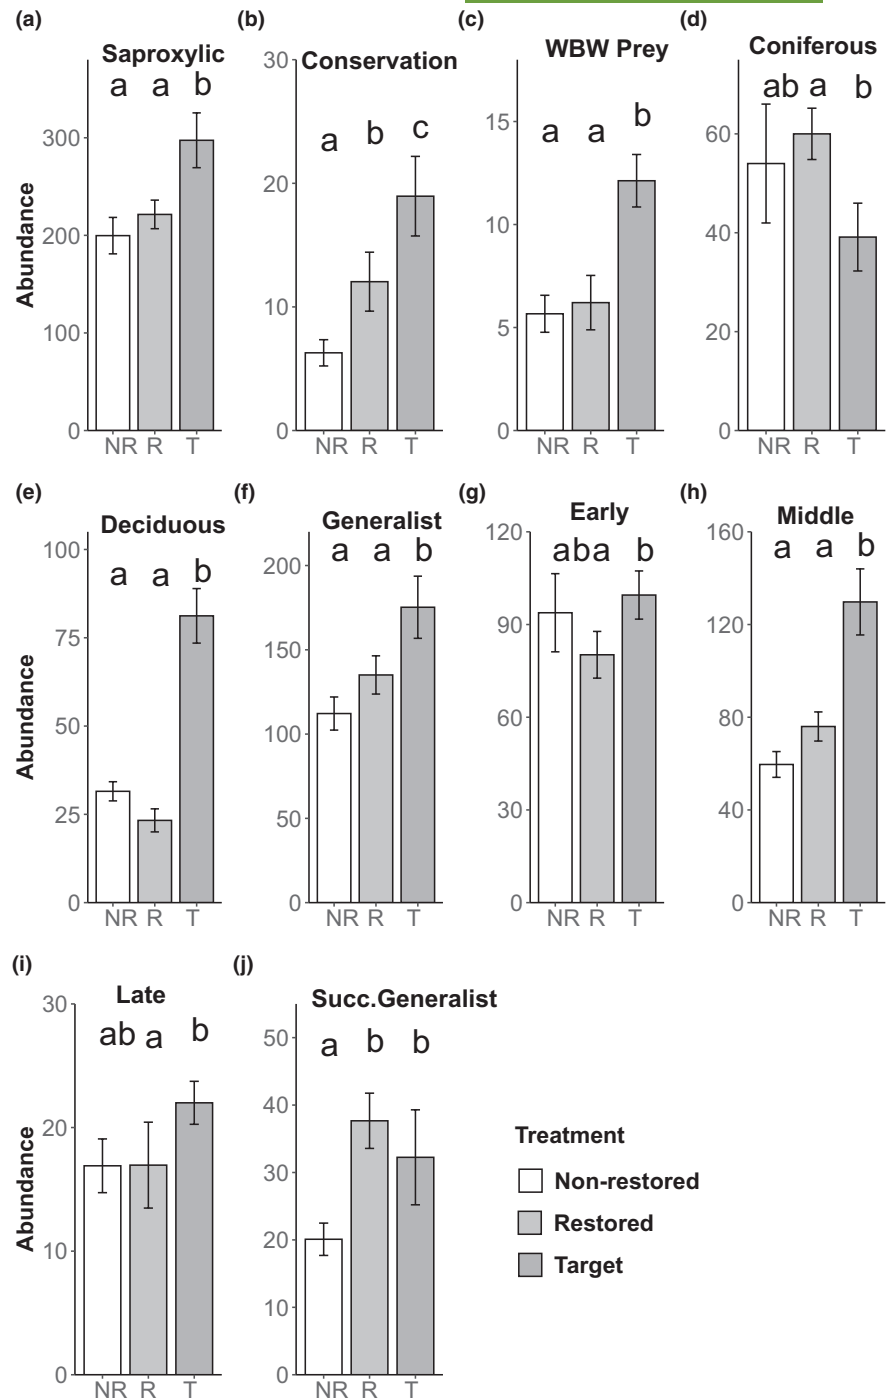 (a) (b) (c) (d)
Saproxylic Conservation WBW Prey Coniferous
a a b
a b c
a a b
ab a b
Abundance
300
200
100
0
30
20
10
0
15
10
5
0
60
40
20
0
NR R T NR R T NR R T NR R T
(e) (f) (g) (h)
Deciduous Generalist Early Middle
a a b
a a b
ab a b
a a b
Abundance
100
75
50
25
0
200
150
100
50
0
120
90
60
30
0
160
120
80
40
0
NR R T NR R T NR R T NR R T
(i) (j)
Late Succ.Generalist
ab a b
a b b
Abundance
30
20
10
0
50
40
30
20
10
0
NR R T NR R T
Treatment
Non-restored
Restored
Target